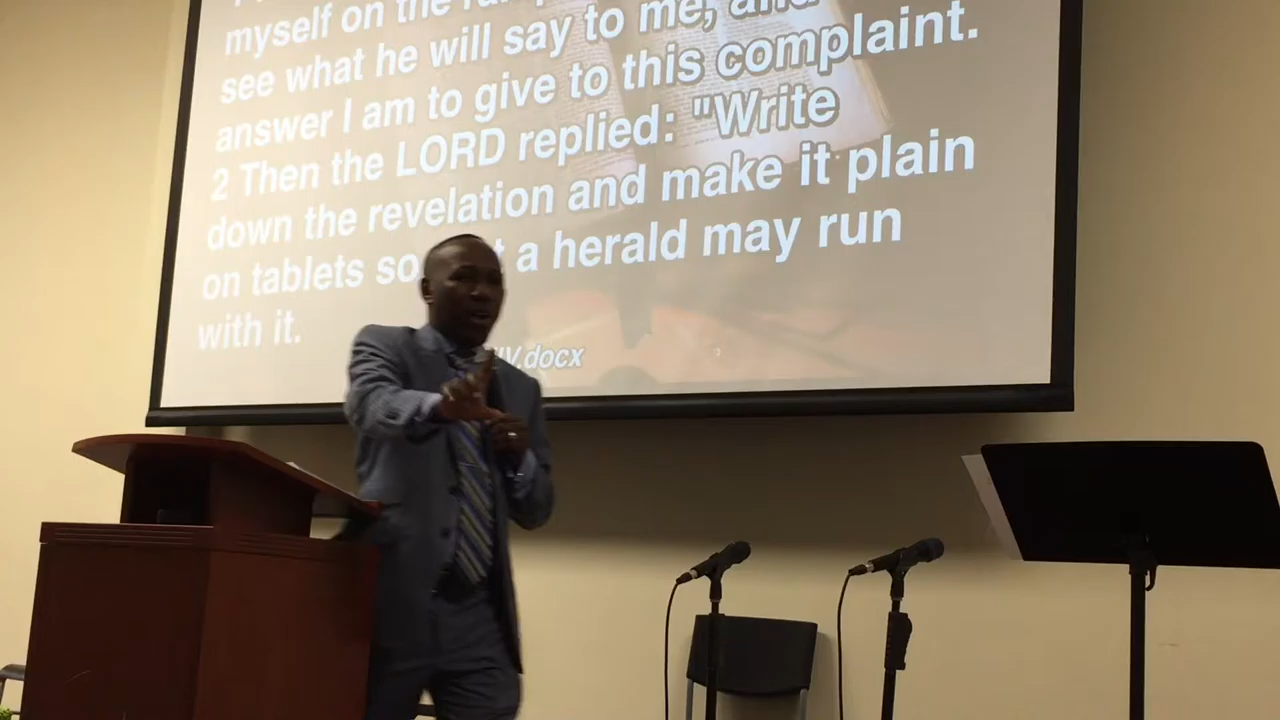 myself on the
see what he will say to me, and
answer I am to give to this complaint.
2 Then the LORD replied: "Write
down the revelation and make it plain
on tablets so a herald may run
with it.
IV.docx